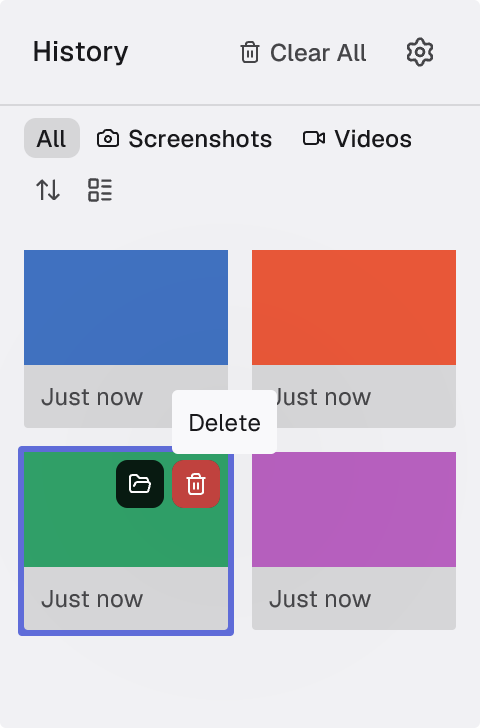 History
Clear All
All
Screenshots
Videos
Just now
Just now
Delete
Just now
Just now